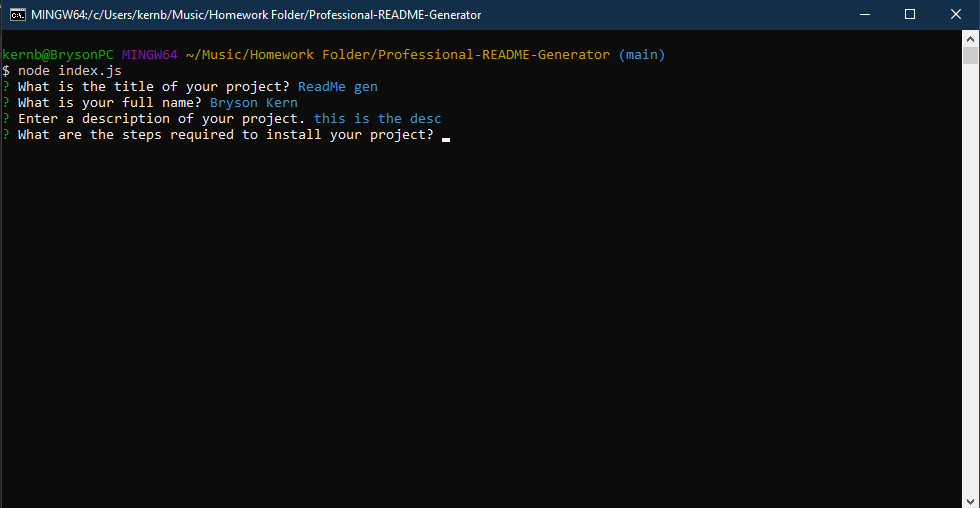 MINGW64:/c/Users/kernb/Music/Homework Folder/Professional-README-Generator
kernb@BrysonPC MINGW64 ~/Music/Homework Folder/Professional-README-Generator (main)
$ node index.js
? What is the title of your project? ReadMe gen
? What is your full name? Bryson Kern
? Enter a description of your project. this is the desc
? What are the steps required to install your project?